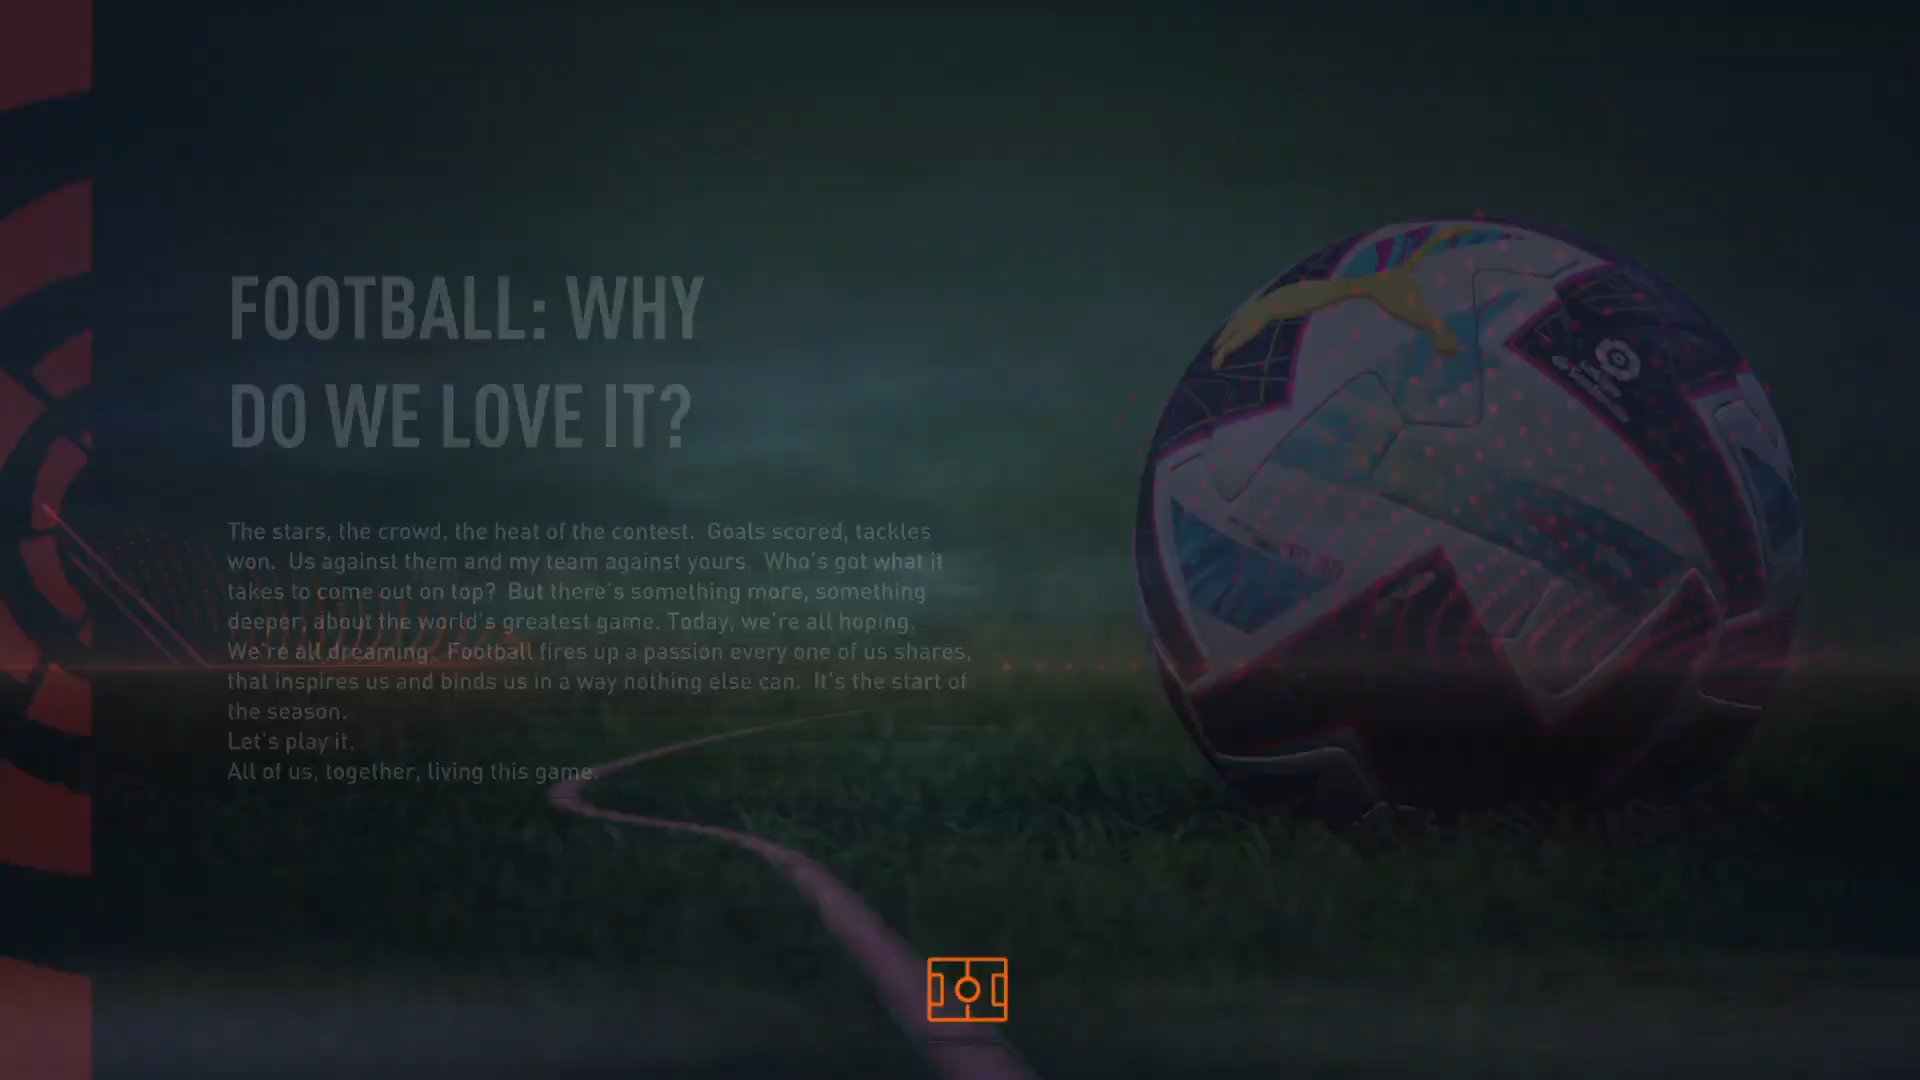 FOOTBALL: WHY
DO WE LOVE IT?
The stars, the crowd, the heat of the contest.  Goals scored, tackles
won.  Us against them and my team against yours.  Who's got what it
takes to come out on top?  But there's something more, something
deeper, about the world's greatest game. Today, we're all hoping.
We're all dreaming.  Football fires up a passion every one of us shares,
that inspires us and binds us in a way nothing else can.  It's the start of
the season.
Let's play it.
All of us, together, living this game.